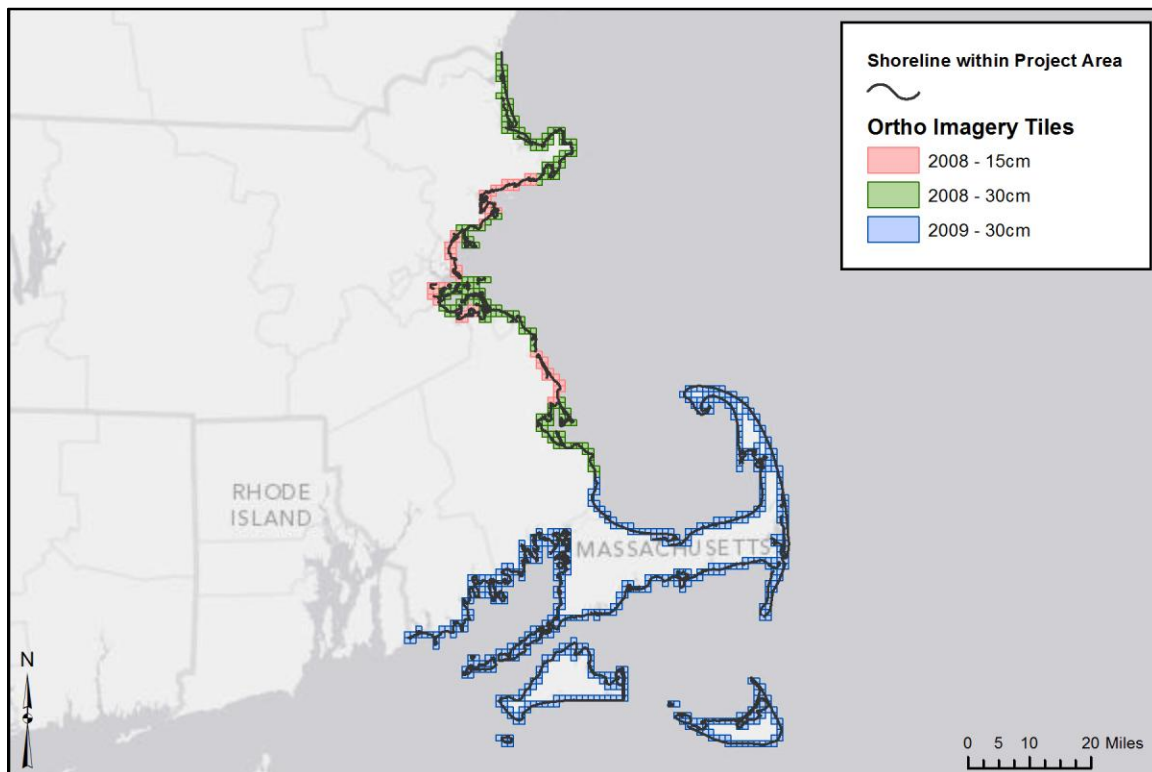 Shoreline within Project Area
Ortho Imagery Tiles
2008 - 15cm
2008 - 30cm
2009 - 30cm
RHODE
ISLAND
MASSACHUSETTS
N
0 5 10 20 Miles